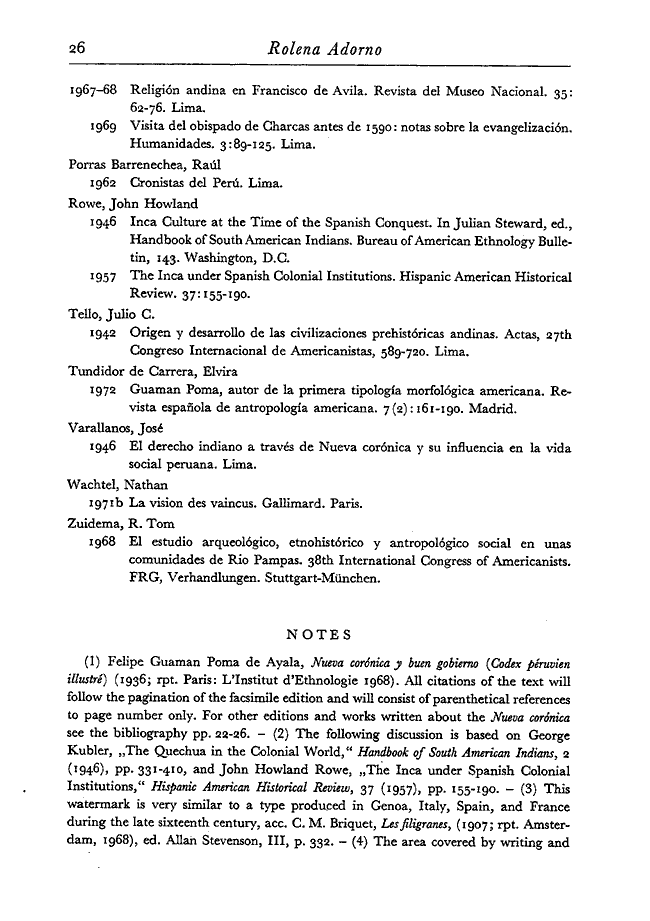 26 Rolena Adorno
1967–68 Religión andina en Francisco de Avila. Revista del Museo Nacional. 35:
62-76. Lima.
1969 Visita del obispado de Charcas antes de 1590: notas sobre la evangelización.
Humanidades. 3:89-125. Lima.
Porras Barrenechea, Raúl
1962 Cronistas del Perú. Lima.
Rowe, John Howland
1946 Inca Culture at the Time of the Spanish Conquest. In Julian Steward, ed.,
Handbook of South American Indians. Bureau of American Ethnology Bulle-
tin, 143. Washington, D.C.
1957 The Inca under Spanish Colonial Institutions. Hispanic American Historical
Review. 37:155-190.
Tello, Julio C.
1942 Origen y desarrollo de las civilizaciones prehistóricas andinas. Actas, 27th
Congreso Internacional de Americanistas, 589-720. Lima.
Tundidor de Carrera, Elvira
1972 Guaman Poma, autor de la primera tipología morfológica americana. Re-
vista española de antropología americana. 7(2):161-190. Madrid.
Varallanos, José
1946 El derecho indiano a través de Nueva corónica y su influencia en la vida
social peruana. Lima.
Wachtel, Nathan
1971b La vision des vaincus. Gallimard. Paris.
Zuidema, R. Tom
1968 El estudio arqueológico, etnohistórico y antropológico social en unas
comunidades de Rio Pampas. 38th International Congress of Americanists.
FRG, Verhandlungen. Stuttgart-München.
NOTES
(1) Felipe Guaman Poma de Ayala, Nueva corónica y buen gobierno (Codex péruvien
illustré) (1936; rpt. Paris: L'Institut d'Ethnologie 1968). All citations of the text will
follow the pagination of the facsimile edition and will consist of parenthetical references
to page number only. For other editions and works written about the Nueva corónica
see the bibliography pp. 22-26. – (2) The following discussion is based on George
Kubler, „The Quechua in the Colonial World,“ Handbook of South American Indians, 2
(1946), pp. 331-410, and John Howland Rowe, „The Inca under Spanish Colonial
Institutions,“ Hispanic American Historical Review, 37 (1957), pp. 155-190. – (3) This
watermark is very similar to a type produced in Genoa, Italy, Spain, and France
during the late sixteenth century, acc. C. M. Briquet, Les filigranes, (1907; rpt. Amster-
dam, 1968), ed. Allan Stevenson, III, p. 332. – (4) The area covered by writing and